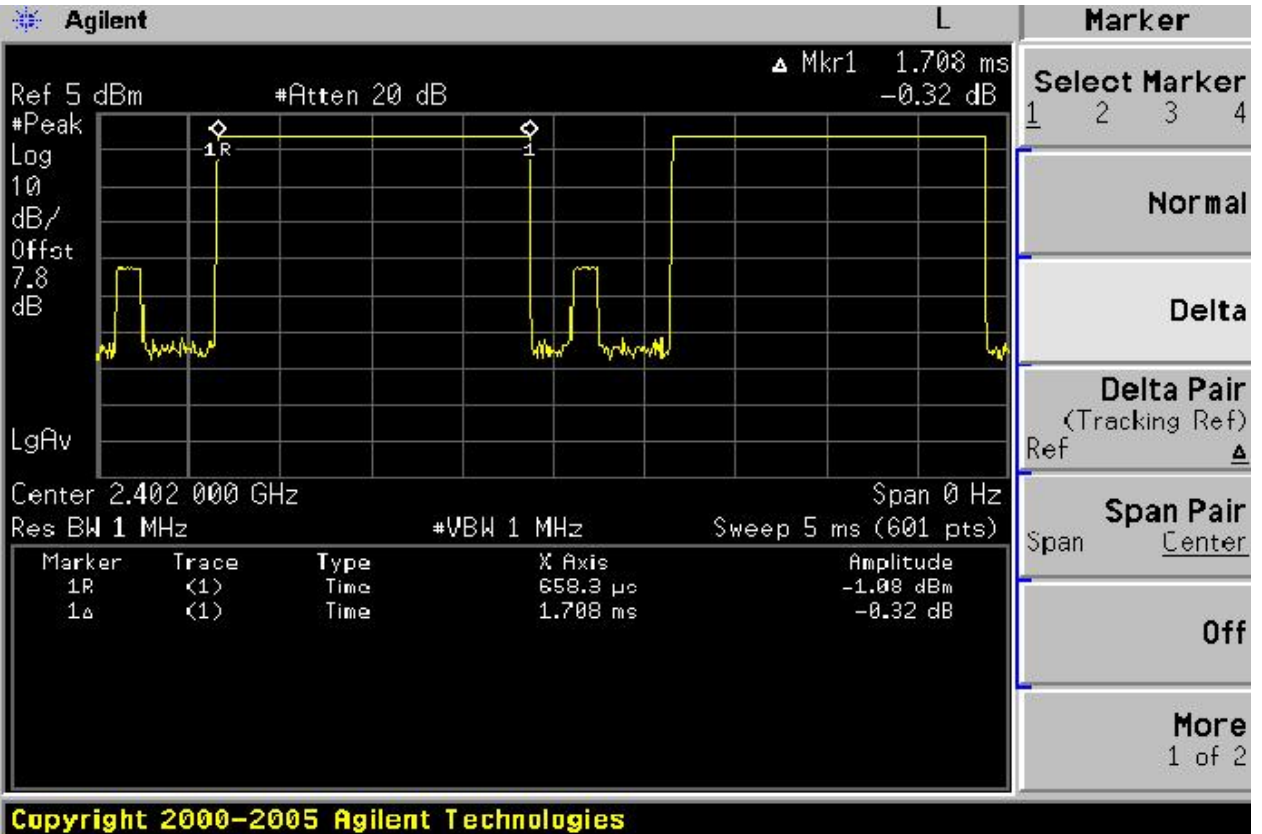 Agilent
L
Marker
Δ Mkr1 1.708 ms
Ref 5 dBm #Atten 20 dB -0.32 dB
#Peak
Log
10
dB/
Offst
7.8
dB
LgAv
1R
1
Center 2.402 000 GHz Span 0 Hz
Res BW 1 MHz #VBW 1 MHz Sweep 5 ms (601 pts)
Marker Trace Type X Axis Amplitude
1R (1) Time 658.3 µs -1.08 dBm
1Δ (1) Time 1.708 ms -0.32 dB
Select Marker
1 2 3 4
Normal
Delta
Delta Pair
(Tracking Ref)
Ref Δ
Span Pair
Span Center
Off
More
1 of 2
Copyright 2000-2005 Agilent Technologies